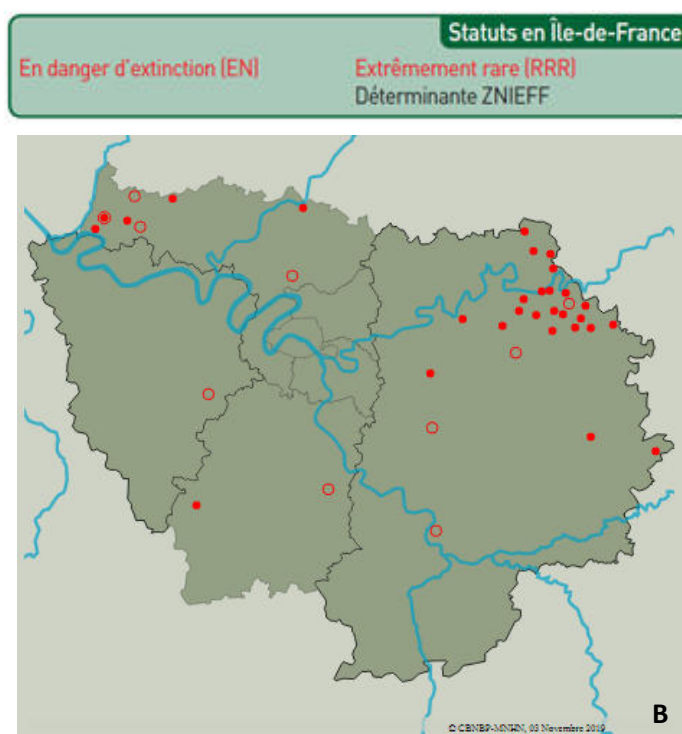 Statuts en Île-de-France
En danger d'extinction (EN)
Extrêmement rare (RRR)
Déterminante ZNIEFF
B
© CBNBP-MNHN, 03 Novembre 2019